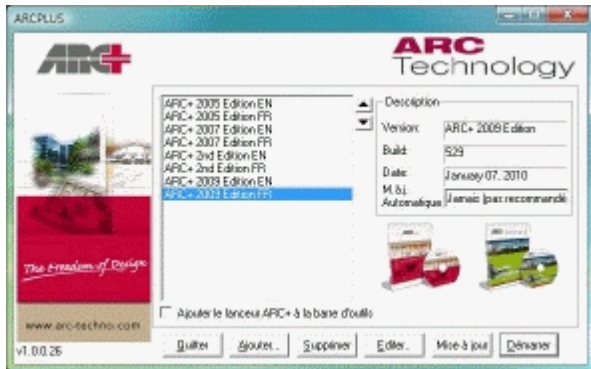 ARCPLUS
ARC+
ARC
Technology
ARC+ 2005 Edition EN
ARC+ 2005 Edition FR
ARC+ 2007 Edition EN
ARC+ 2007 Edition FR
ARC+ 2nd Edition EN
ARC+ 2nd Edition FR
ARC+ 2009 Edition EN
ARC+ 2009 Edition FR
Description
Version: ARC+ 2009 Edition
Build: 529
Date: January 07, 2010
M. à j.
Automatique Jamais (pas recommandé
The Freedom of Design
www.arc-techno.com
Ajouter le lanceur ARC+ à la barre d'outils
v1.0.0.26
Quitter Ajouter... Supprimer Editer... Mise à jour Démarrer